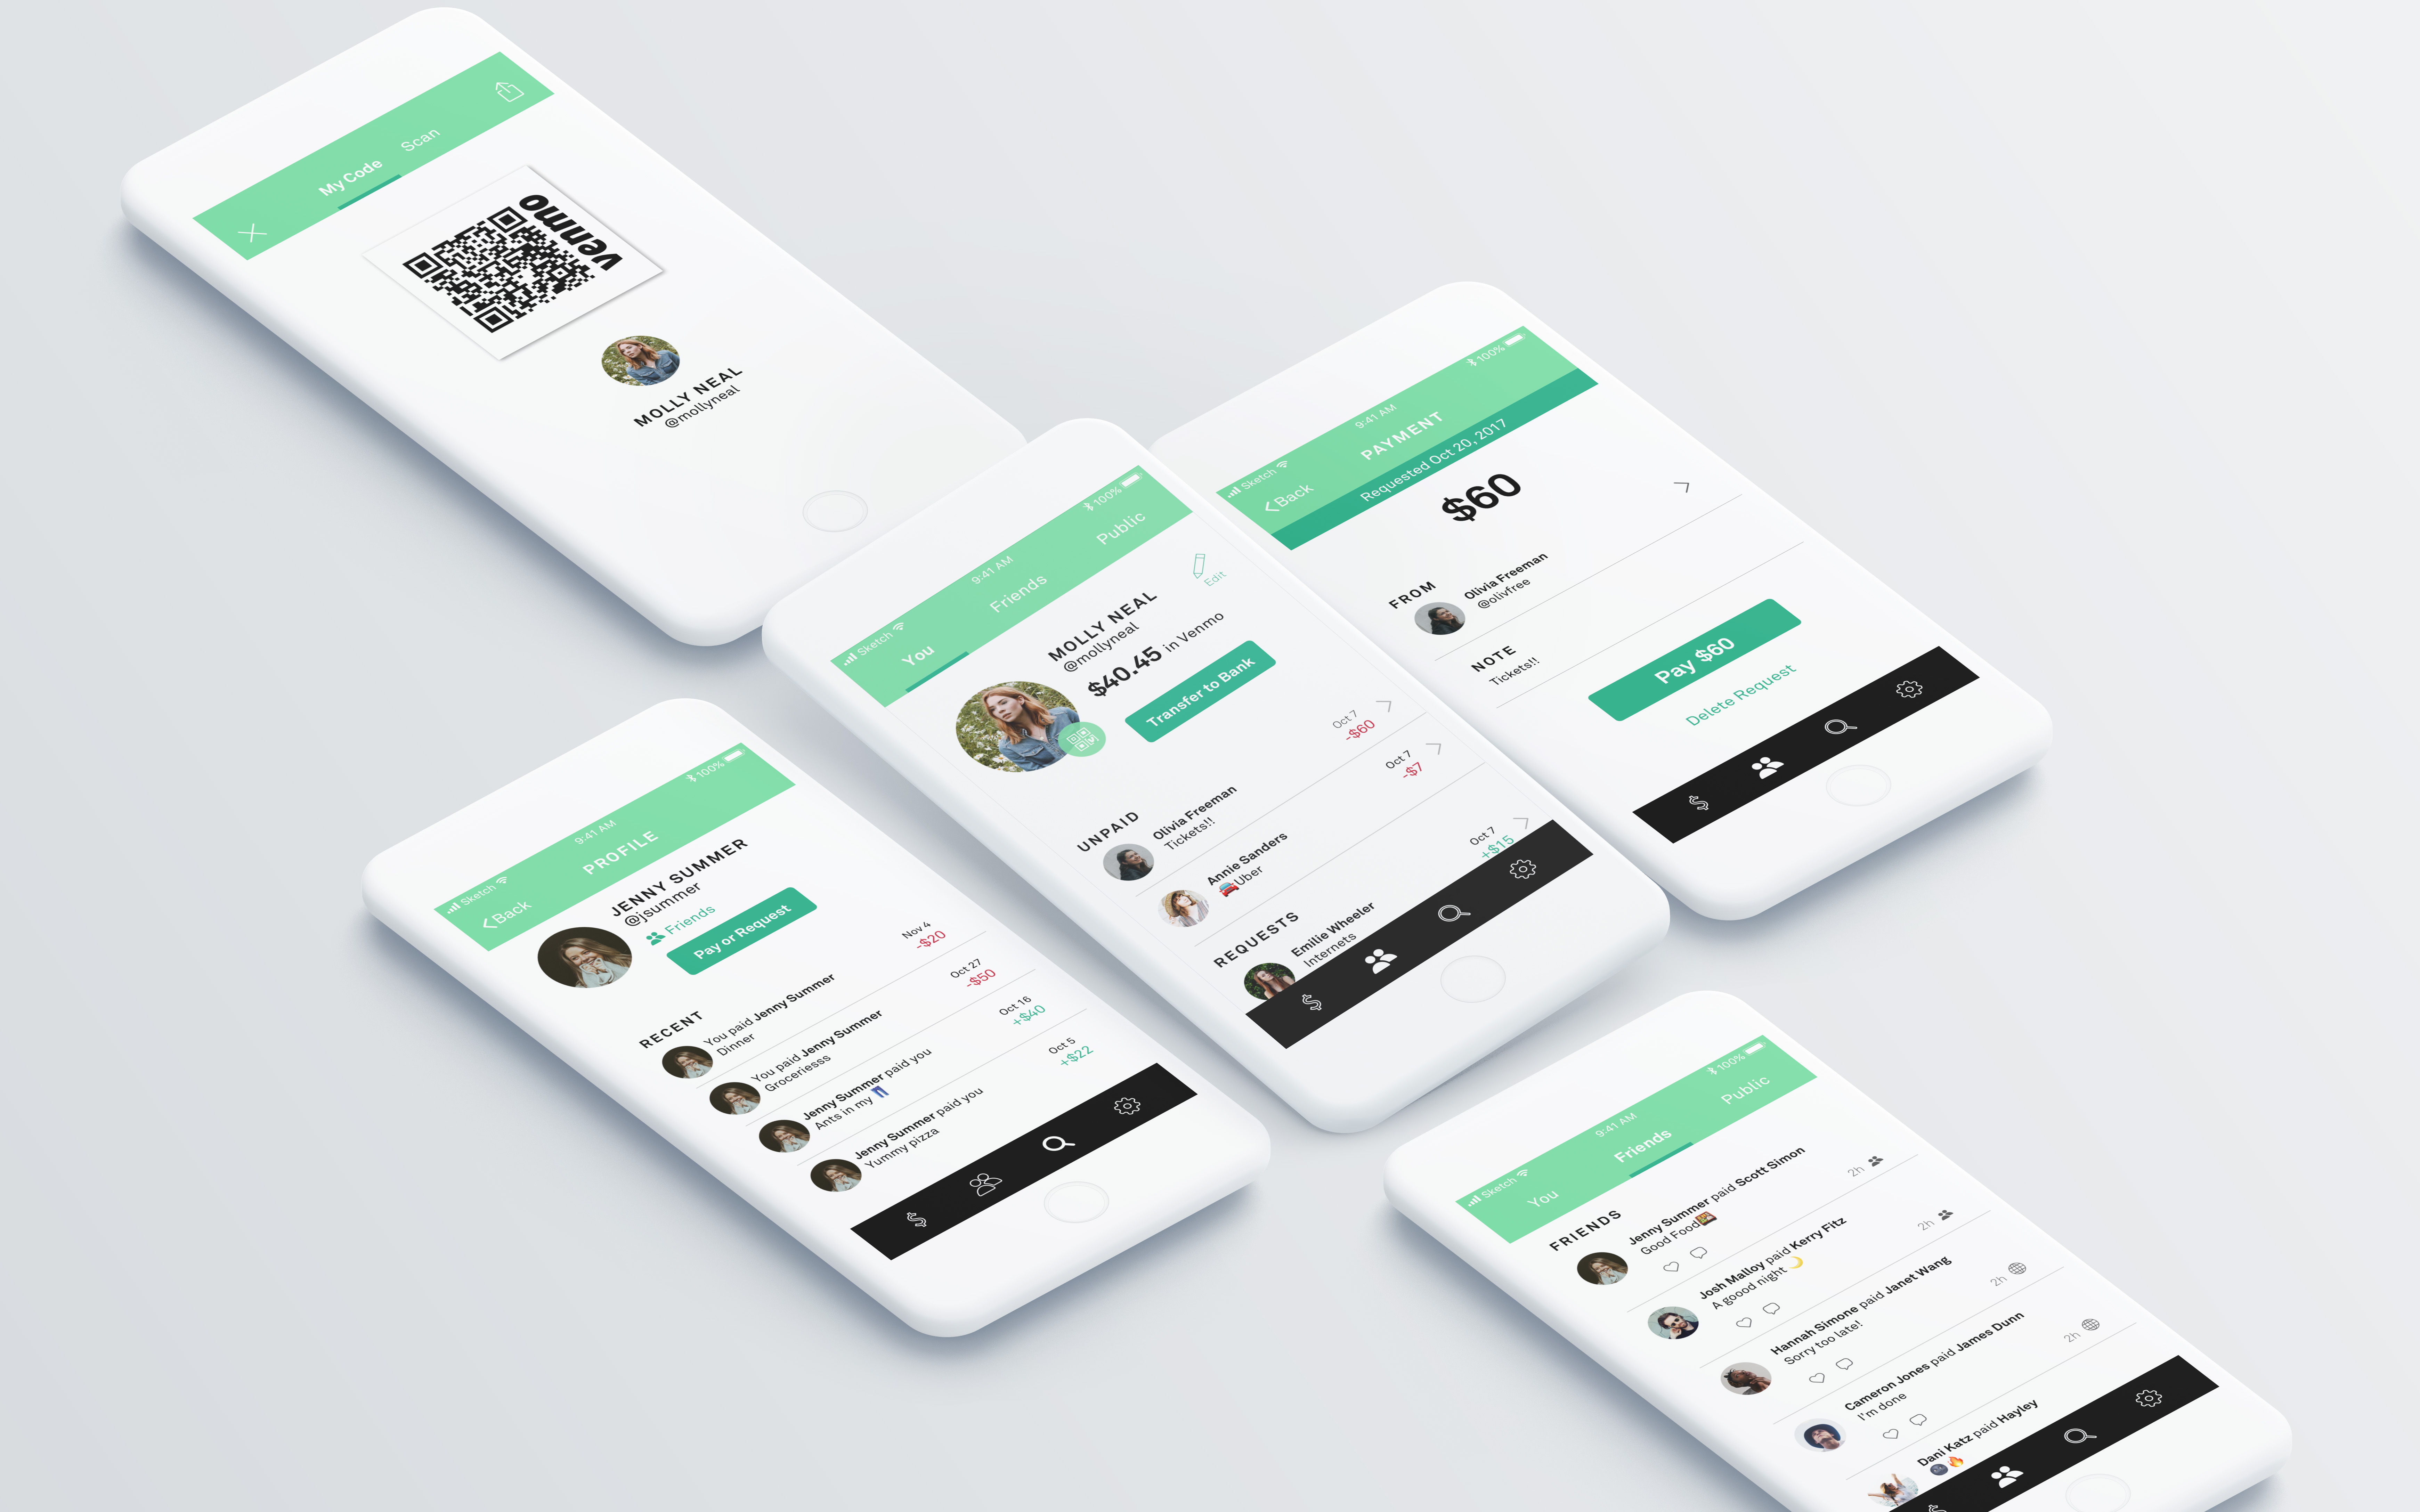 My Code
Scan
venmo
MOLLY NEAL
@mollyneal
Sketch
9:41 AM
100%
Back
PAYMENT
Requested Oct 20, 2017
$60
FROM
Olivia Freeman
@olivfree
NOTE
Tickets!!
Pay $60
Delete Request
Sketch
9:41 AM
100%
You
Friends
Public
MOLLY NEAL
@mollyneal
Edit
$40.45 in Venmo
Transfer to Bank
UNPAID
Olivia Freeman
Tickets!!
Oct 7
-$60
Annie Sanders
🚘Uber
Oct 7
-$7
REQUESTS
Emilie Wheeler
Internets
Oct 7
+$15
Sketch
9:41 AM
100%
Back
PROFILE
JENNY SUMMER
@jsummer
Friends
Pay or Request
RECENT
You paid Jenny Summer
Dinner
Nov 4
-$20
You paid Jenny Summer
Groceriesss
Oct 27
-$50
Jenny Summer paid you
Ants in my 👖
Oct 16
+$40
Jenny Summer paid you
Yummy pizza
Oct 5
+$22
Sketch
9:41 AM
100%
You
Friends
Public
FRIENDS
Jenny Summer paid Scott Simon
Good Food🍱
2h
Josh Malloy paid Kerry Fitz
A goood night 🌙
2h
Hannah Simone paid Janet Wang
Sorry too late!
2h
Cameron Jones paid James Dunn
I'm done
2h
Dani Katz paid Hayley
🌚🔥